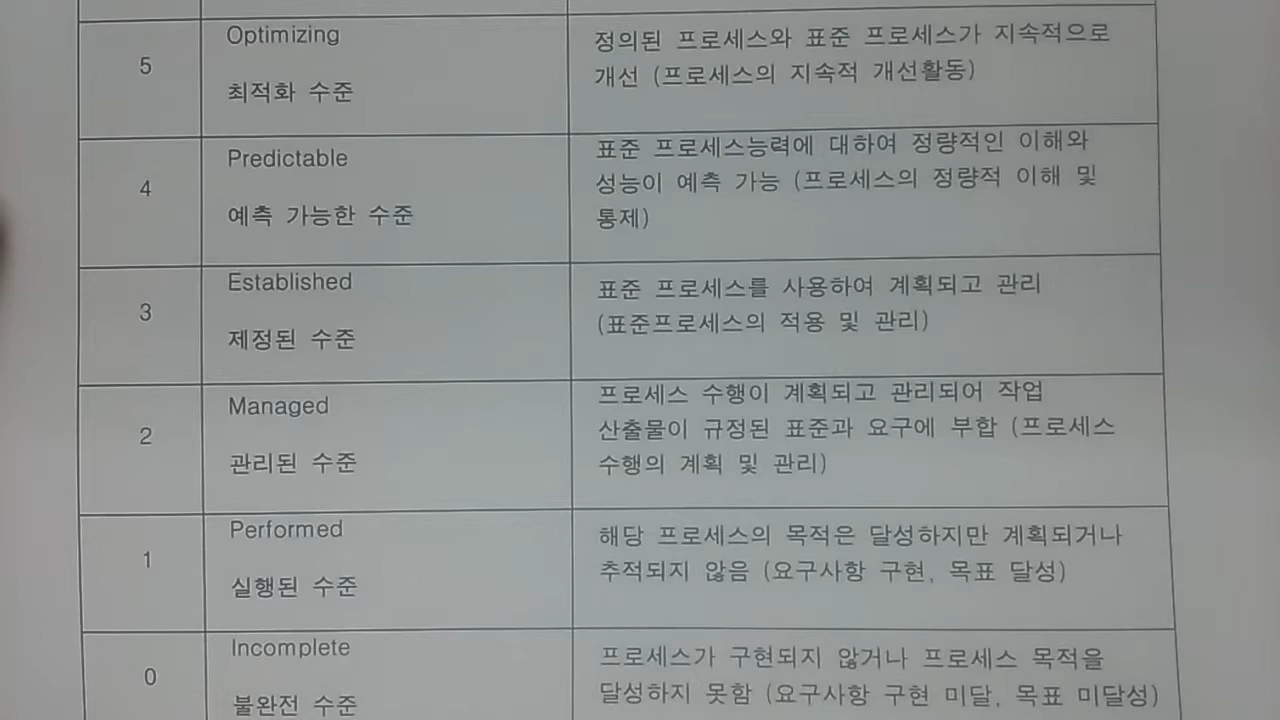 5
Optimizing
최적화 수준
정의된 프로세스와 표준 프로세스가 지속적으로
개선 (프로세스의 지속적 개선활동)
4
Predictable
예측 가능한 수준
표준 프로세스능력에 대하여 정량적인 이해와
성능이 예측 가능 (프로세스의 정량적 이해 및
통제)
3
Established
제정된 수준
표준 프로세스를 사용하여 계획되고 관리
(표준프로세스의 적용 및 관리)
2
Managed
관리된 수준
프로세스 수행이 계획되고 관리되어 작업
산출물이 규정된 표준과 요구에 부합 (프로세스
수행의 계획 및 관리)
1
Performed
실행된 수준
해당 프로세스의 목적은 달성하지만 계획되거나
추적되지 않음 (요구사항 구현, 목표 달성)
0
Incomplete
불완전 수준
프로세스가 구현되지 않거나 프로세스 목적을
달성하지 못함 (요구사항 구현 미달, 목표 미달성)